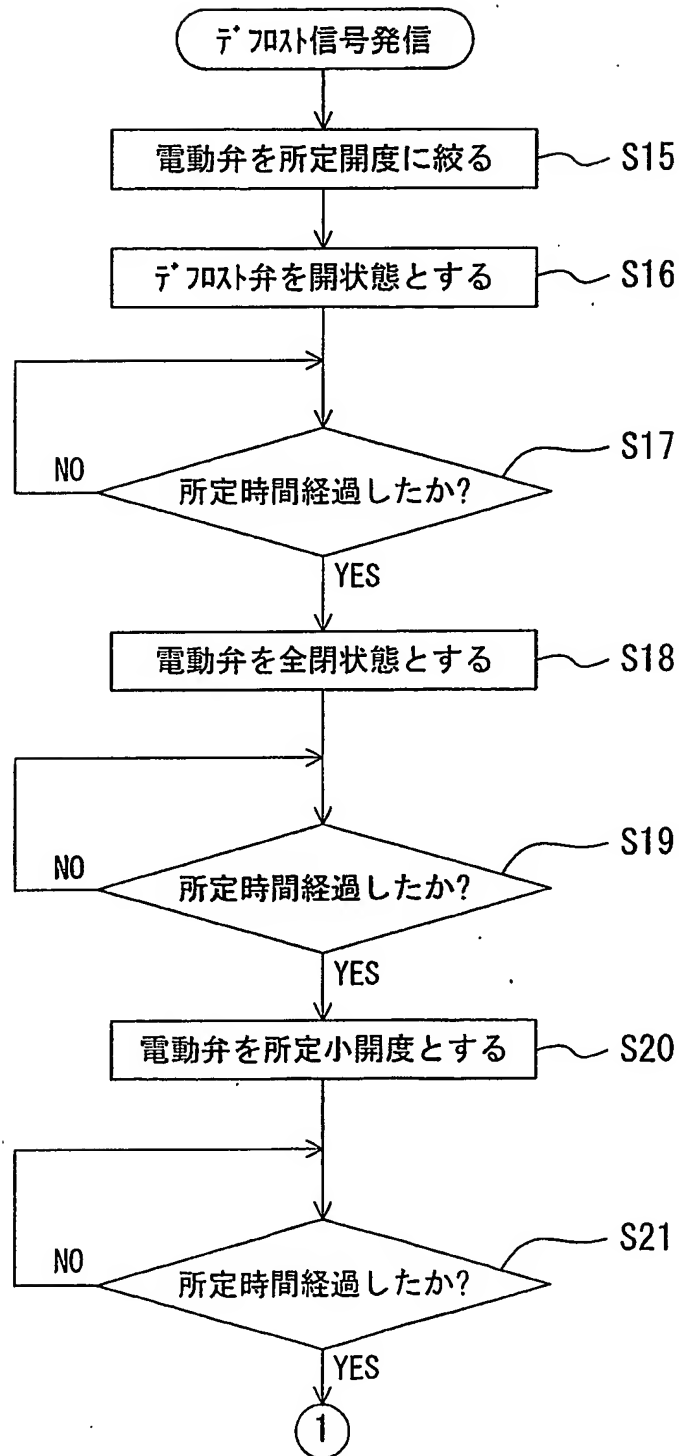 デフロスト信号発信
電動弁を所定開度に絞る
S15
デフロスト弁を開状態とする
S16
S17
NO
所定時間経過したか?
YES
電動弁を全閉状態とする
S18
S19
NO
所定時間経過したか?
YES
電動弁を所定小開度とする
S20
S21
NO
所定時間経過したか?
YES
1